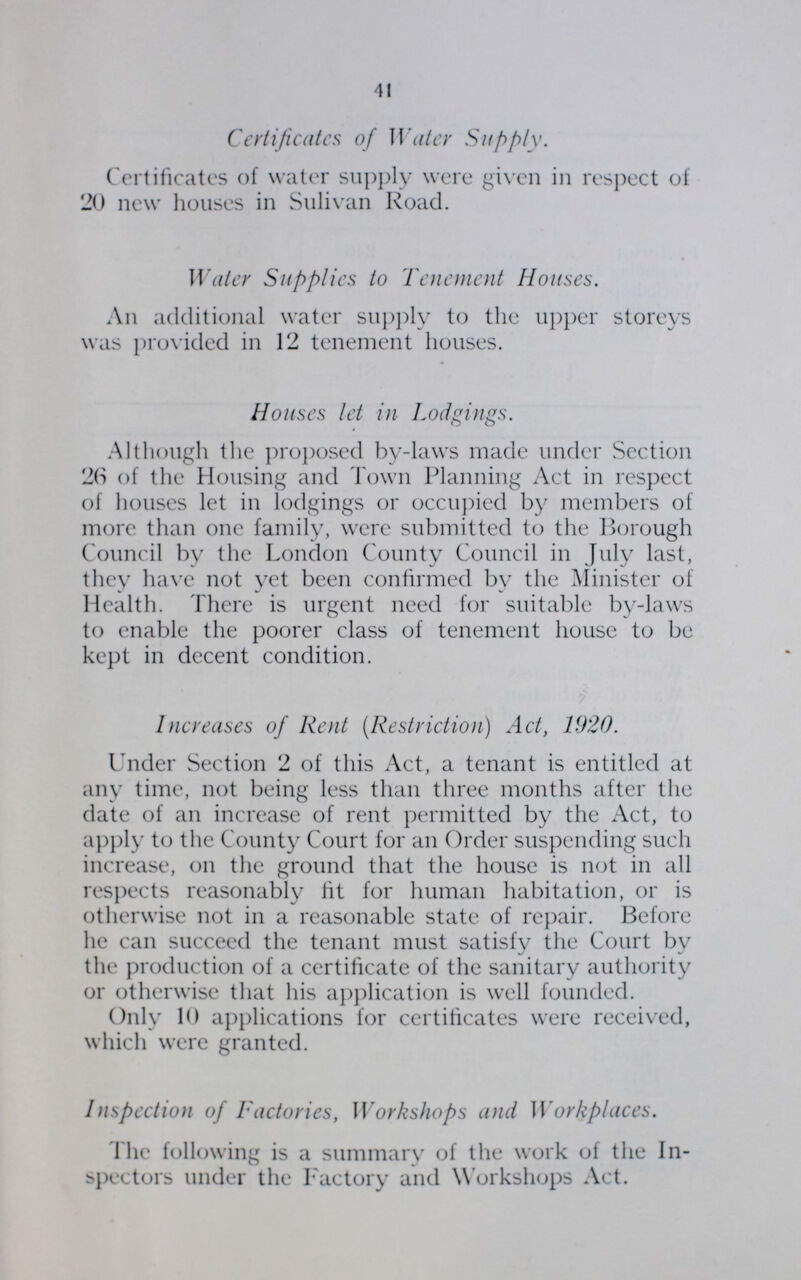 41
Certificates of Water Supply.
Certificates of water supply were given in respect of
20 new houses in Sulivan Road.
Water Supplies to Tenement Houses.
An additional water supply to the upper storeys
was provided in 12 tenement houses.
Houses let in Lodgings.
Although the proposed by-laws made under Section
26 of the Housing and Town Planning Act in respect
of houses let in lodgings or occupied by members of
more than one family, were submitted to the Borough
Council by the London County Council in July last,
they have not yet been confirmed by the Minister of
Health. There is urgent need for suitable by-laws
to enable the poorer class of tenement house to be
kept in decent condition.
Increases of Rent (Restriction) Act, 1920.
Under Section 2 of this Act, a tenant is entitled at
any time, not being less than three months after the
date of an increase of rent permitted by the Act, to
apply to the County Court for an Order suspending such
increase, on the ground that the house is not in all
respects reasonably fit for human habitation, or is
otherwise not in a reasonable state of repair. Before
he can succeed the tenant must satisfy the Court by
the production of a certificate of the sanitary authority
or otherwise that his application is well founded.
Only 10 applications for certificates were received,
which were granted.
Inspection of Factories, Workshops and Workplaces.
The following is a summary of the work of the In-
spectors under the Factory and Workshops Act.